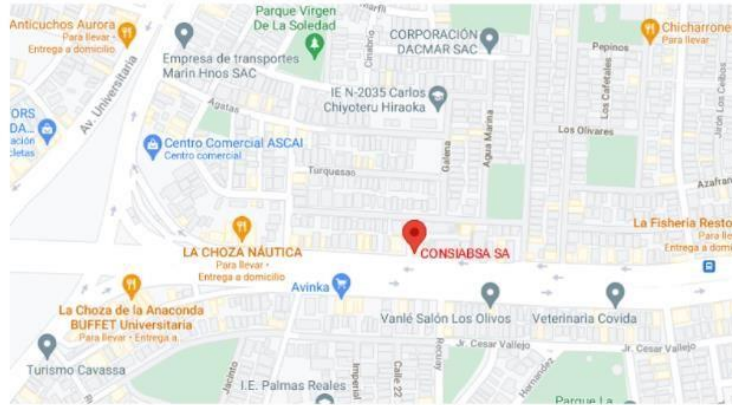 Anticuchos Aurora
Para llevar ·
Entrega a domicilio
Parque Virgen
De La Soledad
Cinabrio
CORPORACIÓN
DACMAR SAC
Chicharrone
Para llevar
Empresa de transportes
Marin Hnos SAC
Pepinos
Av. Universitaria
IE N-2035 Carlos
Chiyoteru Hiraoka
Los Cafetales
Jirón Los Ceibos
Agatas
Los Olivares
Centro Comercial ASCAI
Centro comercial
Galena
Agua Marina
Turquesas
Azafran
LA CHOZA NÁUTICA
Para llevar ·
Entrega a domicilio
CONSIABSA SA
La Fisheria Resto
Para lle
Entrega a domi
Avinka
La Choza de la Anaconda
BUFFET Universitaria
Para llevar · Entrega a...
Vanlé Salón Los Olivos
Veterinaria Covida
Jr. Cesar Vallejo
Jr. Cesar Vallejo
Turismo Cavassa
Jacinto
Imperial
Calle 22
Recuay
Hernandez
I.E. Palmas Reales
Parque La